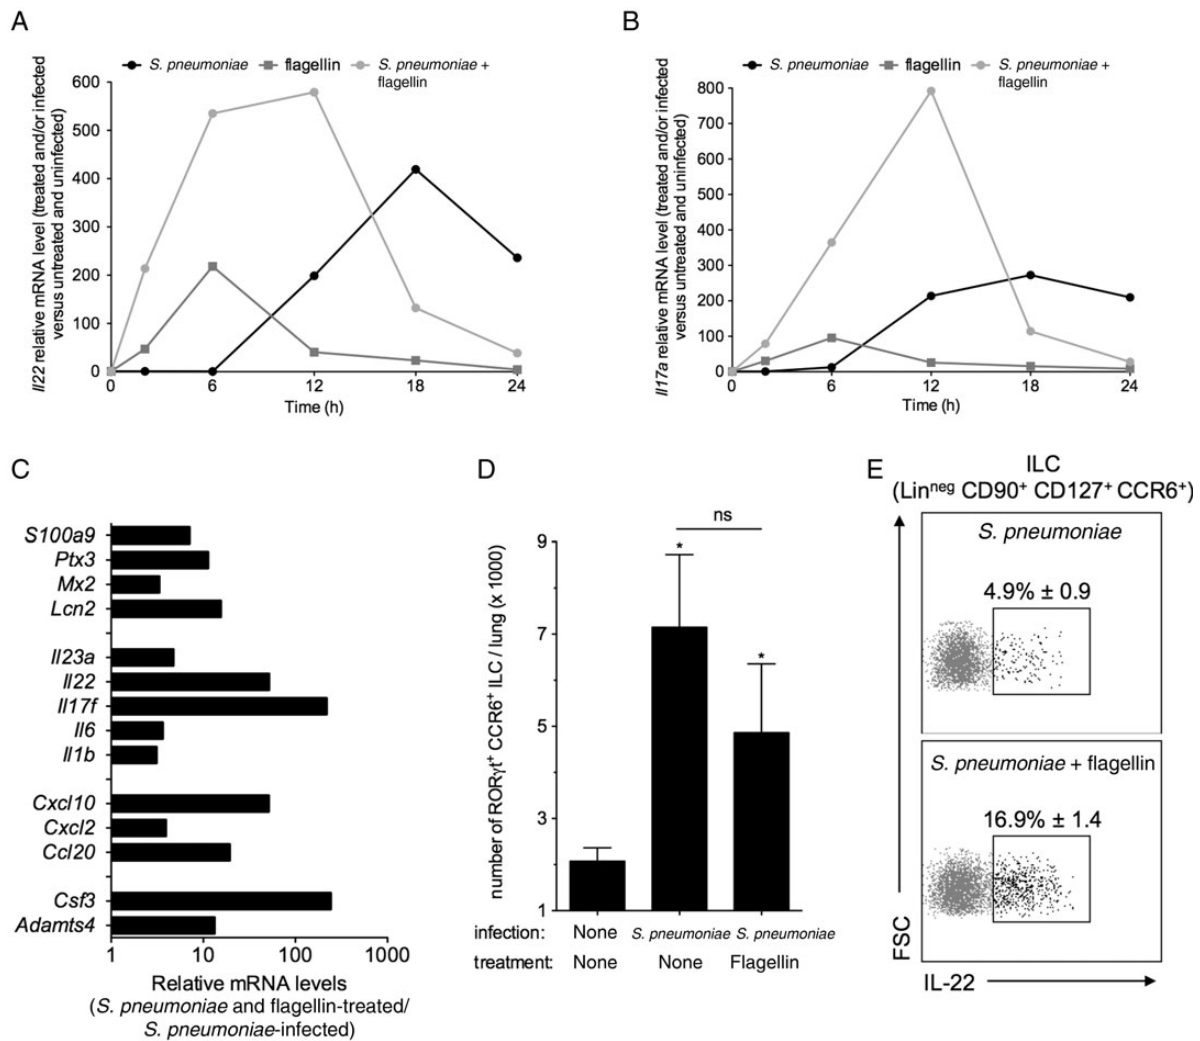 A
S. pneumoniae
flagellin
S. pneumoniae +
flagellin
Il22 relative mRNA level (treated and/or infected
versus untreated and uninfected)
600
500
400
300
200
100
0
0
6
12
18
24
Time (h)
B
S. pneumoniae
flagellin
S. pneumoniae +
flagellin
Il17a relative mRNA level (treated and/or infected
versus untreated and uninfected)
800
700
600
500
400
300
200
100
0
0
6
12
18
24
Time (h)
C
S100a9
Ptx3
Mx2
Lcn2
Il23a
Il22
Il17f
Il6
Il1b
Cxcl10
Cxcl2
Ccl20
Csf3
Adamts4
1
10
100
1000
Relative mRNA levels
(S. pneumoniae and flagellin-treated/
S. pneumoniae-infected)
D
number of RORγt+ CCR6+ ILC / lung (x 1000)
9
7
5
3
1
ns
*
*
infection: None S. pneumoniae S. pneumoniae
treatment: None None Flagellin
E
ILC
(Linneg CD90+ CD127+ CCR6+)
S. pneumoniae
4.9% ± 0.9
S. pneumoniae + flagellin
16.9% ± 1.4
FSC
IL-22